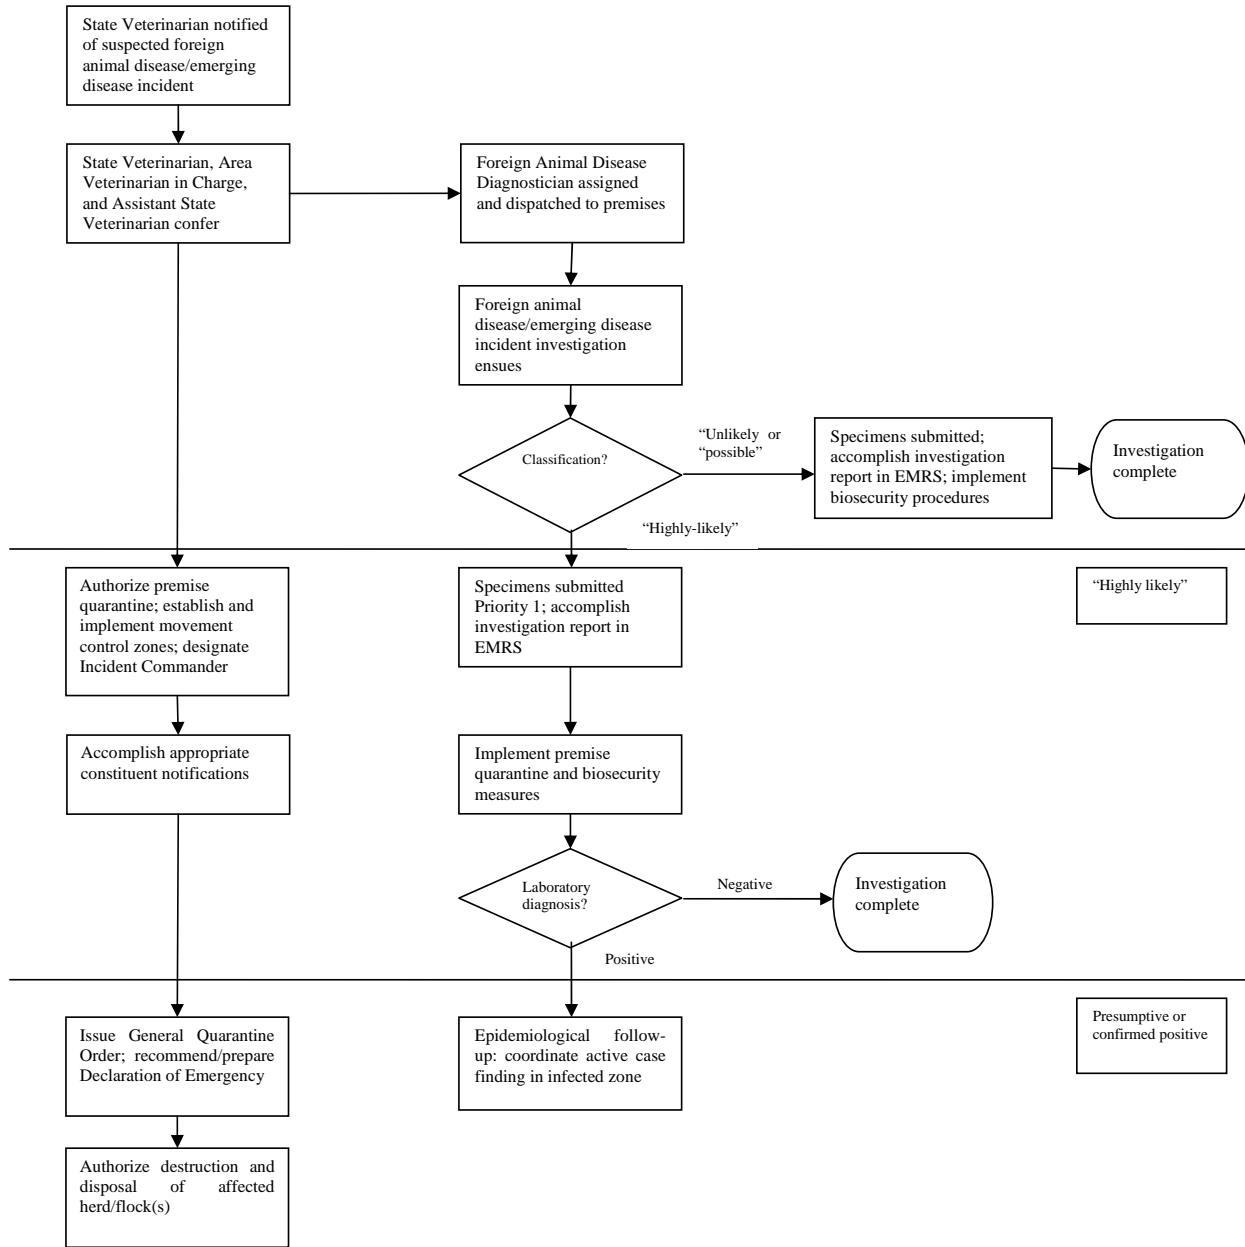 State Veterinarian notified
of suspected foreign
animal disease/emerging
disease incident
State Veterinarian, Area
Veterinarian in Charge,
and Assistant State
Veterinarian confer
Foreign Animal Disease
Diagnostician assigned
and dispatched to premises
Foreign animal
disease/emerging disease
incident investigation
ensues
Classification?
“Unlikely or
“possible”
Specimens submitted;
accomplish investigation
report in EMRS; implement
biosecurity procedures
Investigation
complete
“Highly-likely”
Authorize premise
quarantine; establish and
implement movement
control zones; designate
Incident Commander
Specimens submitted
Priority 1; accomplish
investigation report in
EMRS
“Highly likely”
Accomplish appropriate
constituent notifications
Implement premise
quarantine and biosecurity
measures
Laboratory
diagnosis?
Negative
Investigation
complete
Positive
Issue General Quarantine
Order; recommend/prepare
Declaration of Emergency
Epidemiological follow-
up: coordinate active case
finding in infected zone
Presumptive or
confirmed positive
Authorize destruction and
disposal of affected
herd/flock(s)